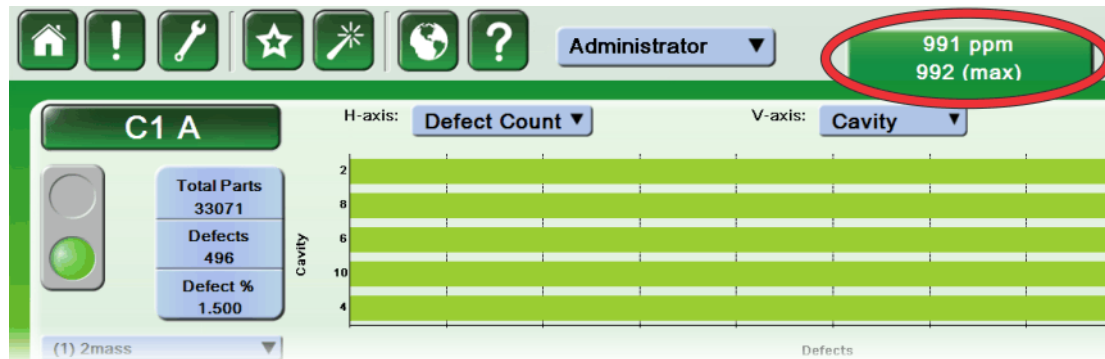 Administrator ▼
991 ppm
992 (max)
C1 A
H-axis: Defect Count ▼
V-axis: Cavity ▼
Total Parts
33071
Defects
496
Defect %
1.500
Cavity
2
8
6
10
4
(1) 2mass ▼
Defects